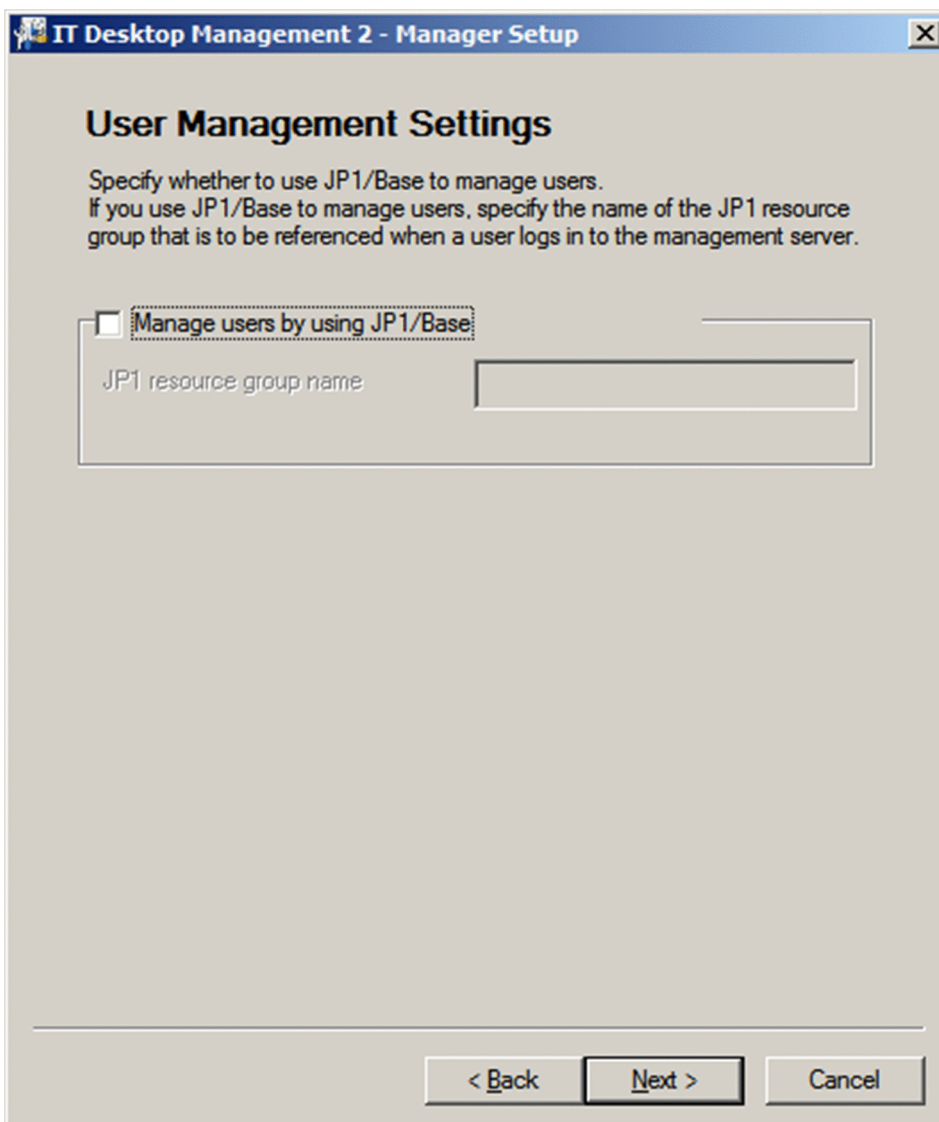 IT Desktop Management 2 - Manager Setup
User Management Settings
Specify whether to use JP1/Base to manage users.
If you use JP1/Base to manage users, specify the name of the JP1 resource
group that is to be referenced when a user logs in to the management server.
Manage users by using JP1/Base
JP1 resource group name
< Back
Next >
Cancel